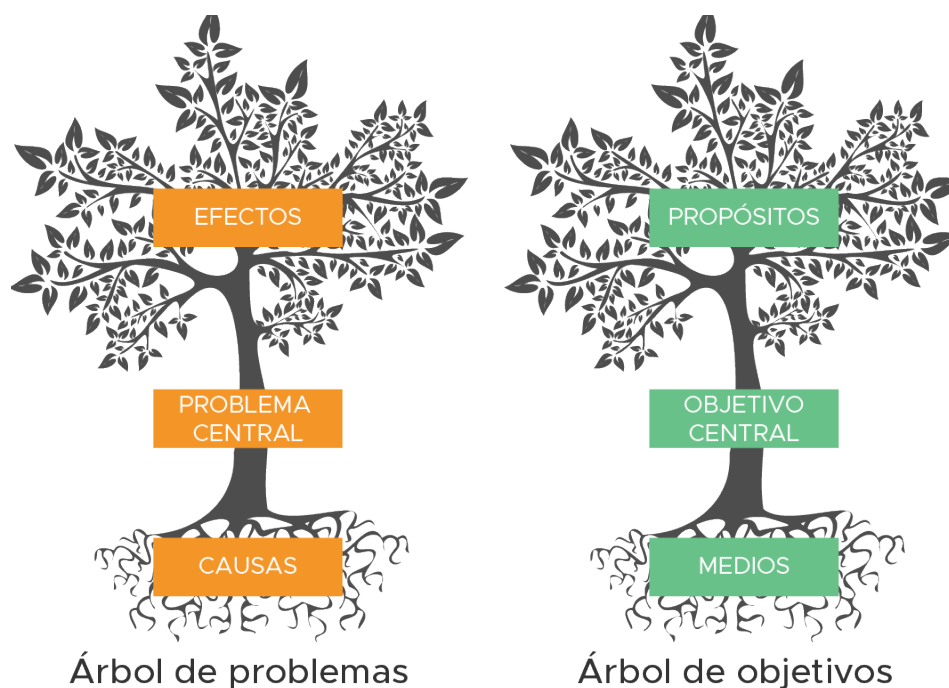 EFECTOS
PROBLEMA
CENTRAL
CAUSAS
Árbol de problemas
PROPÓSITOS
OBJETIVO
CENTRAL
MEDIOS
Árbol de objetivos